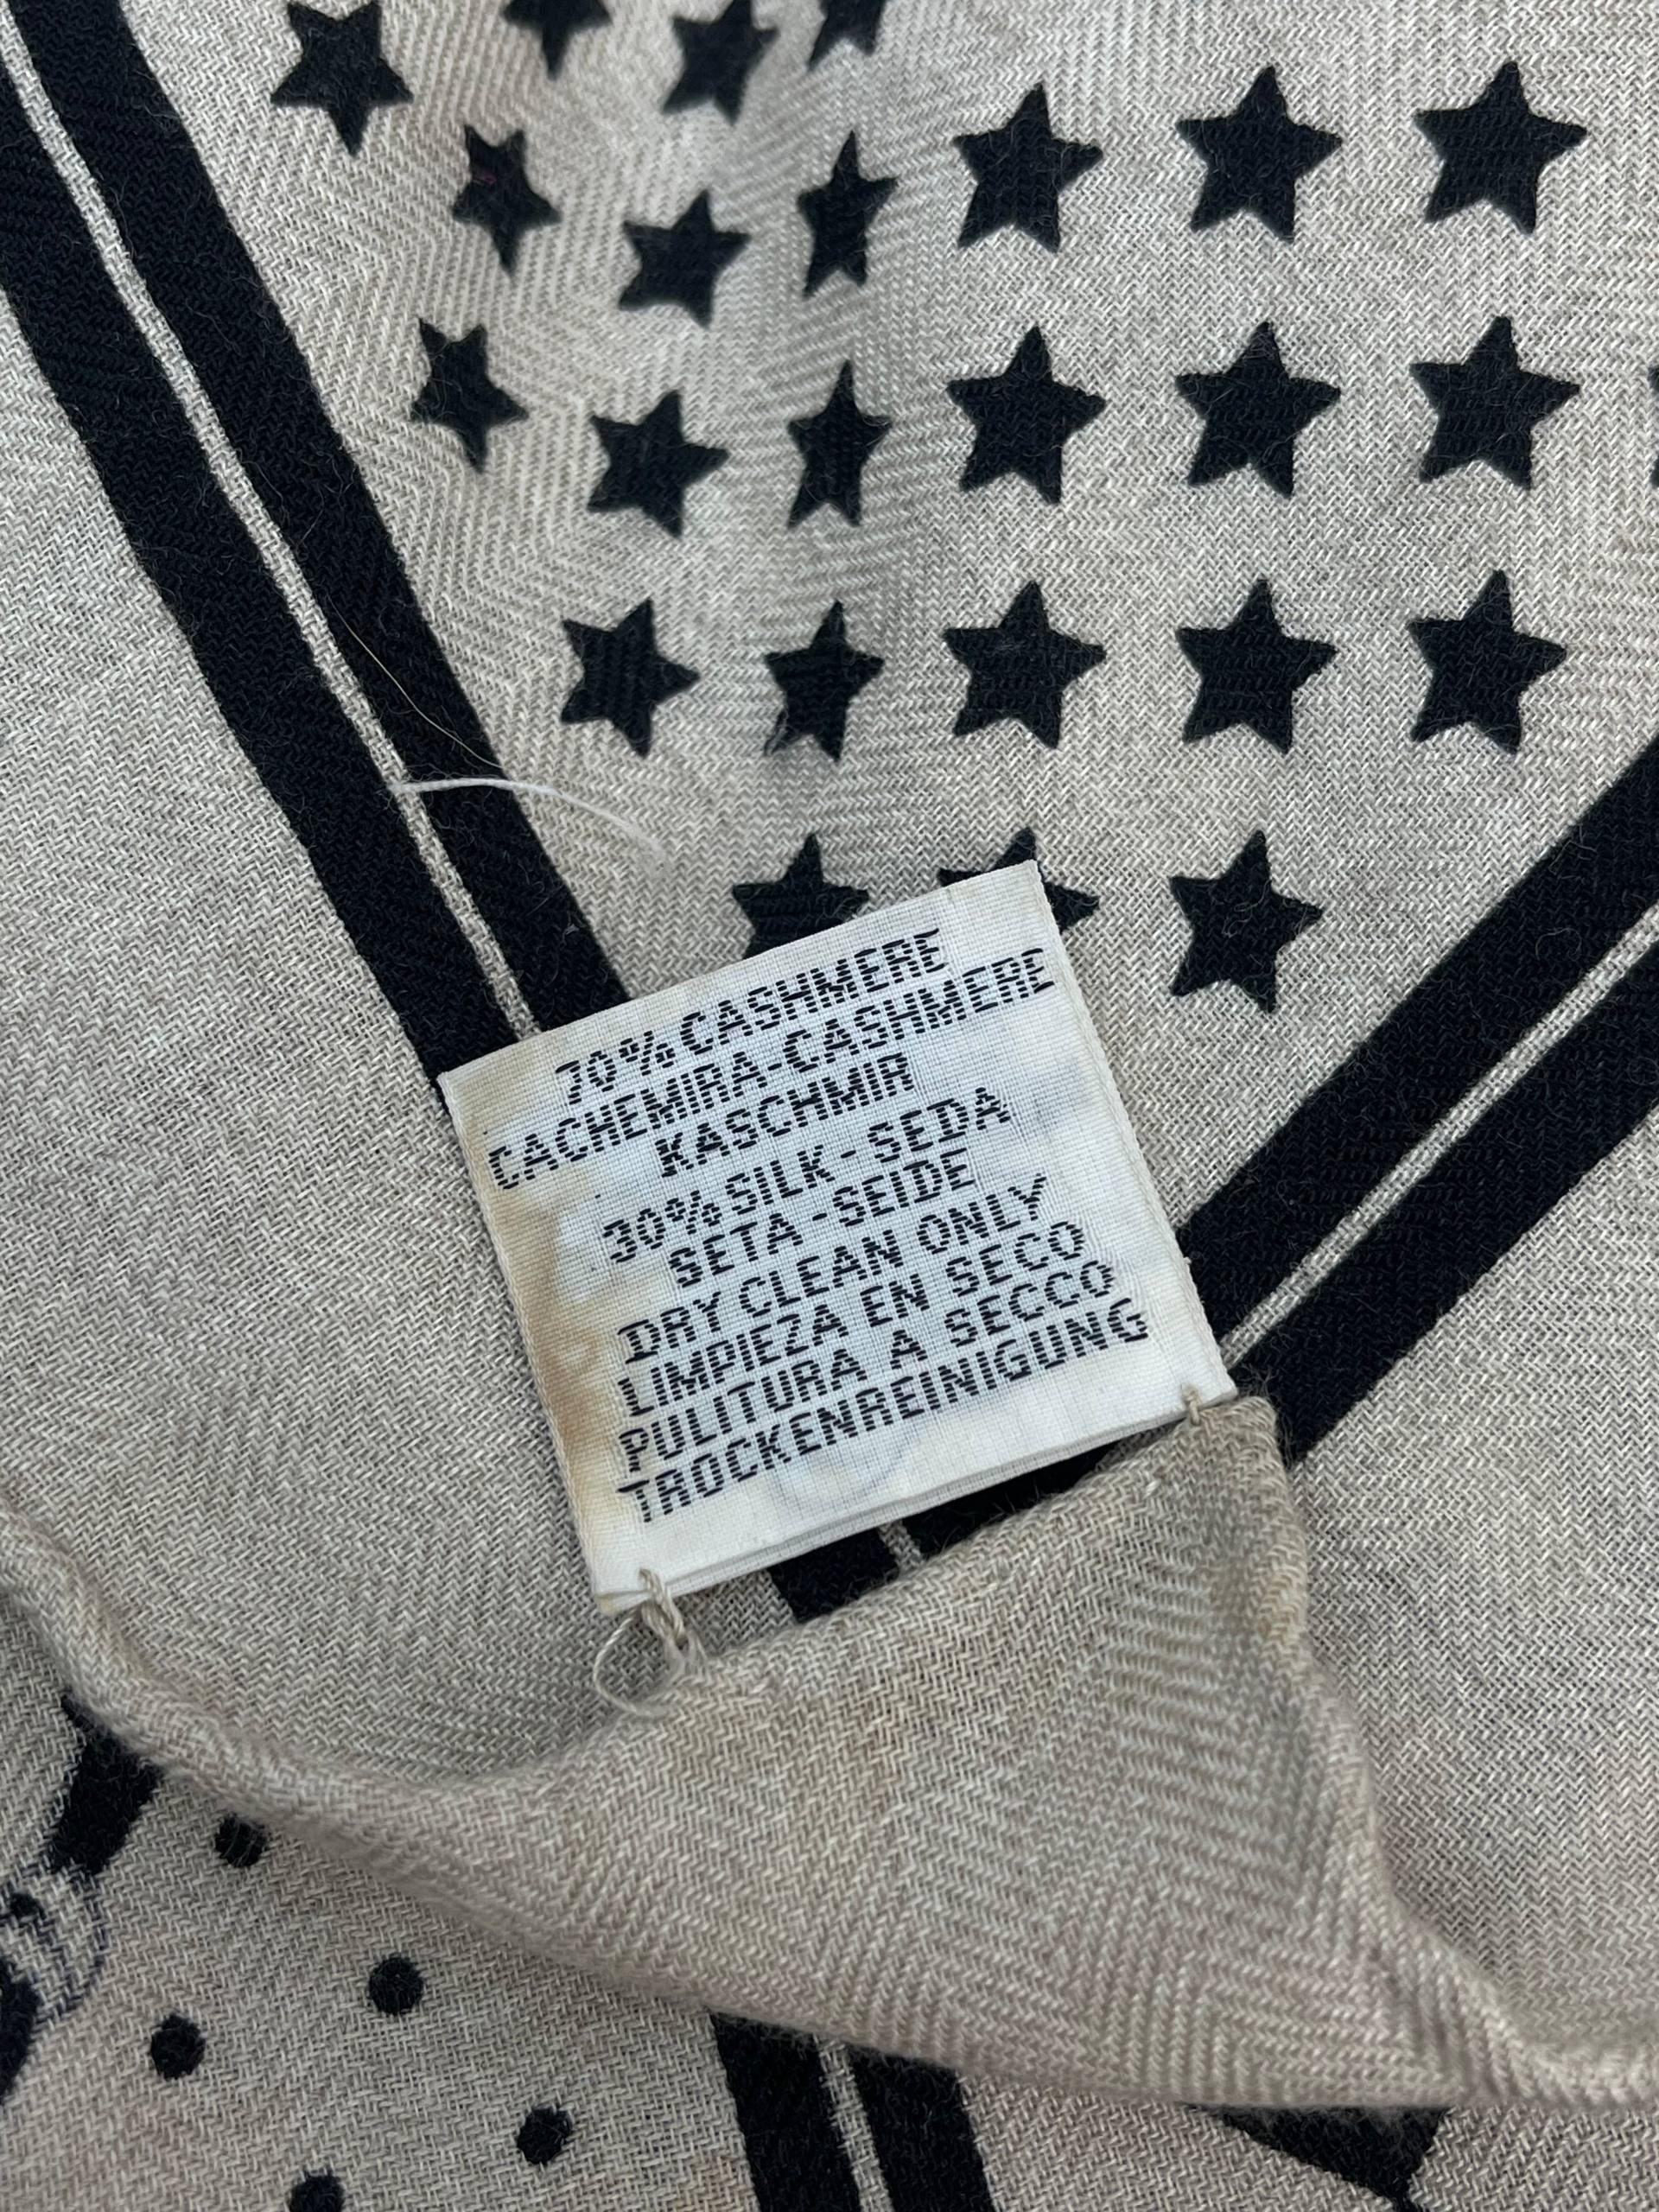 70% CASHMERE
CACHEMIRA-CASHMERE
KASCHMIR
30% SILK-SEDA
SETA-SEIDE
DRY CLEAN ONLY
LIMPIEZA EN SECO
PULITURA A SECCO
TROCKENREINIGUNG